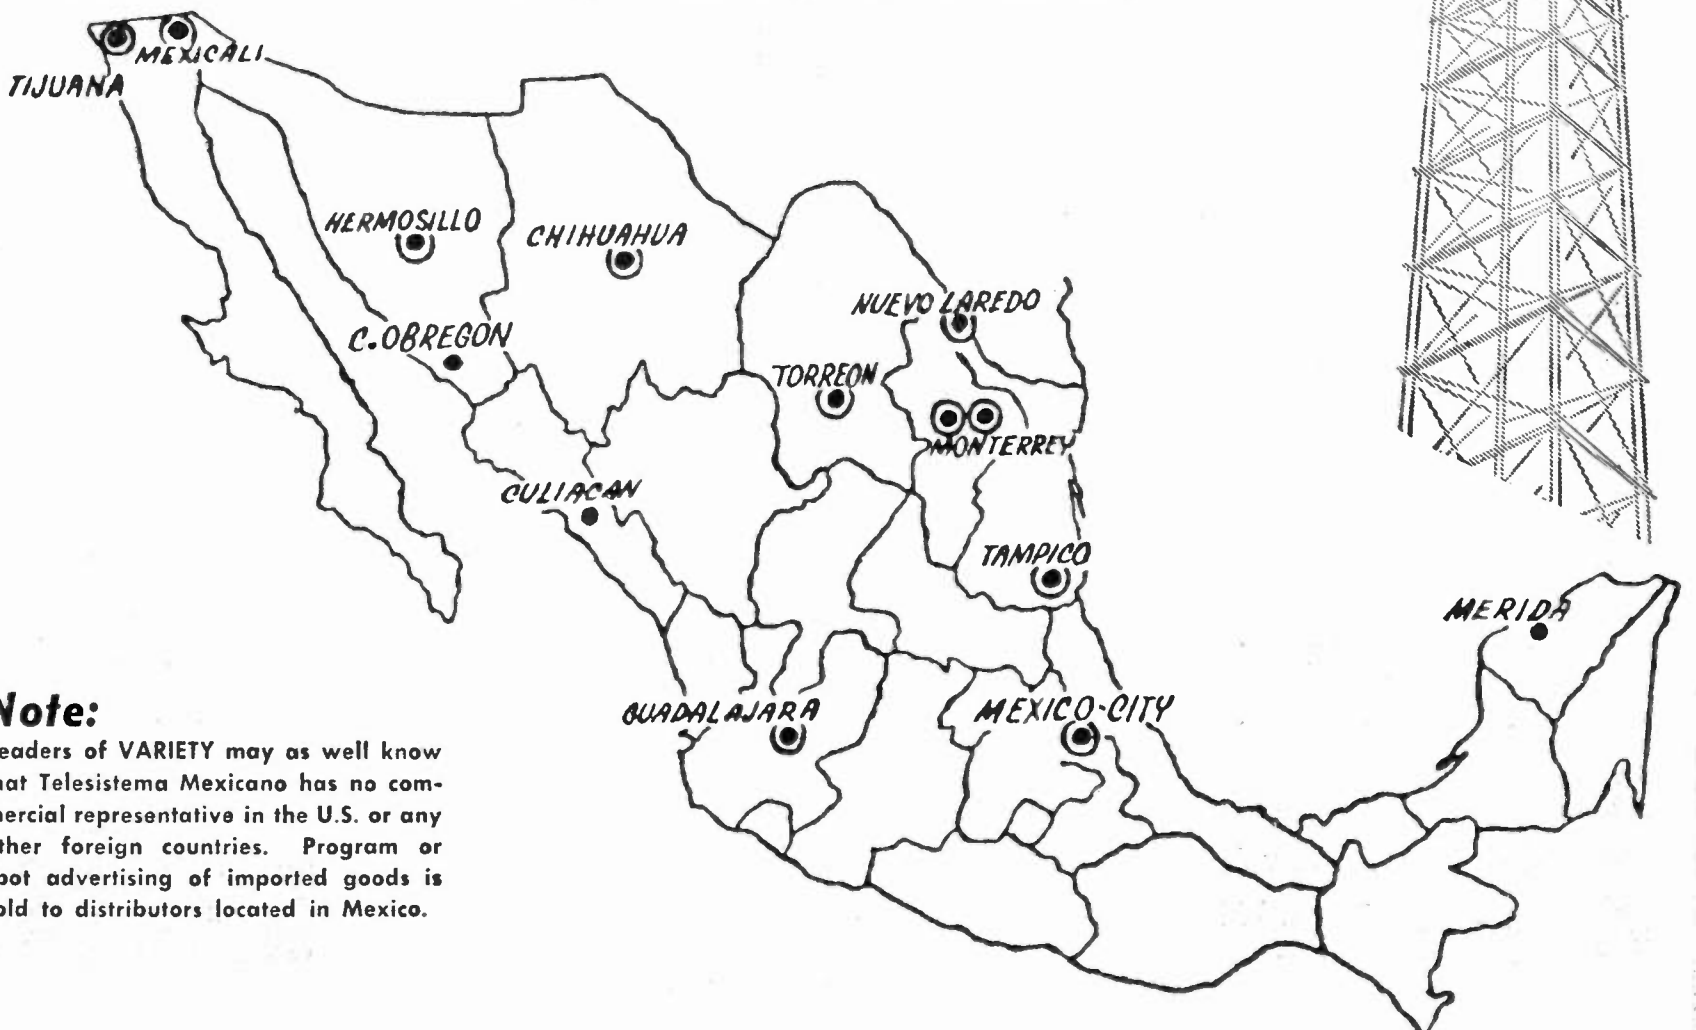 MEXICALI
TIJUANA
HERMOSILLO
CHIHUAHUA
NUEVO LAREDO
C. OBREGON
TORREON
MONTERREY
CULIACAN
TAMPICO
MERIDA
GUADALAJARA
MEXICO-CITY
Note:
eaders of VARIETY may as well know
hat Telesistema Mexicano has no com-
mercial representative in the U.S. or any
ther foreign countries. Program or
pot advertising of imported goods is
old to distributors located in Mexico.